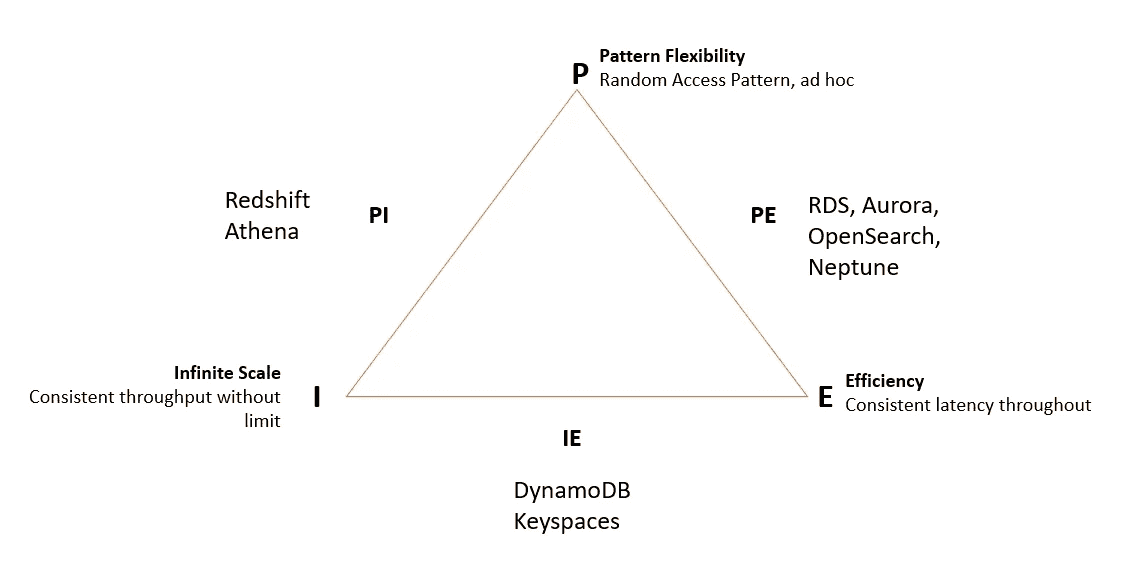 Pattern Flexibility
P
Random Access Pattern, ad hoc
Redshift
Athena
PI
PE
RDS, Aurora,
OpenSearch,
Neptune
Infinite Scale
Consistent throughput without
limit
I
E
Efficiency
Consistent latency throughout
IE
DynamoDB
Keyspaces